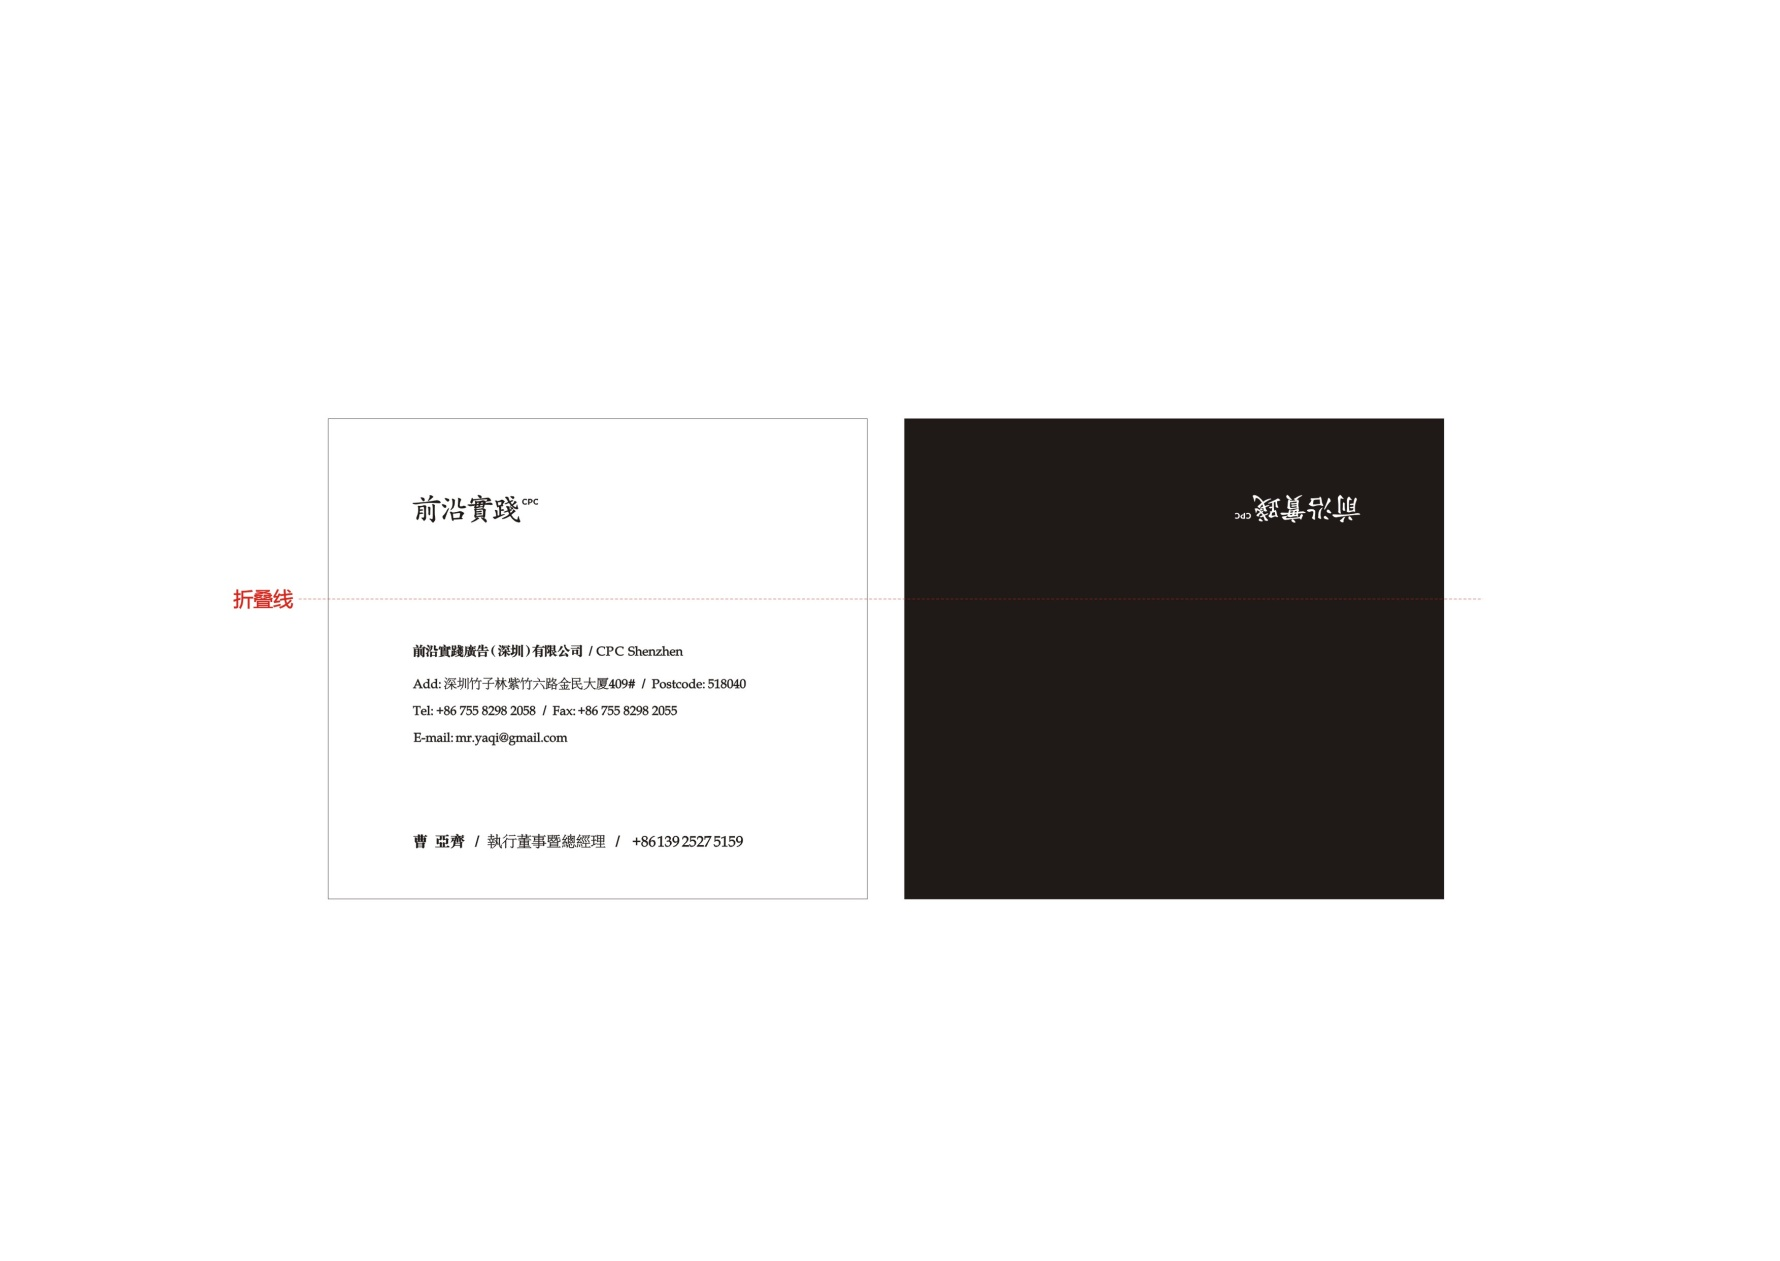 前沿實踐CPC
前沿實踐CPC
折叠线
前沿實踐廣告(深圳)有限公司 / CPC Shenzhen
Add: 深圳竹子林紫竹六路金民大厦409# / Postcode: 518040
Tel: +86 755 8298 2058 / Fax: +86 755 8298 2055
E-mail: mr.yaqi@gmail.com
曹 亞齊 / 執行董事暨總經理 / +86 139 2527 5159